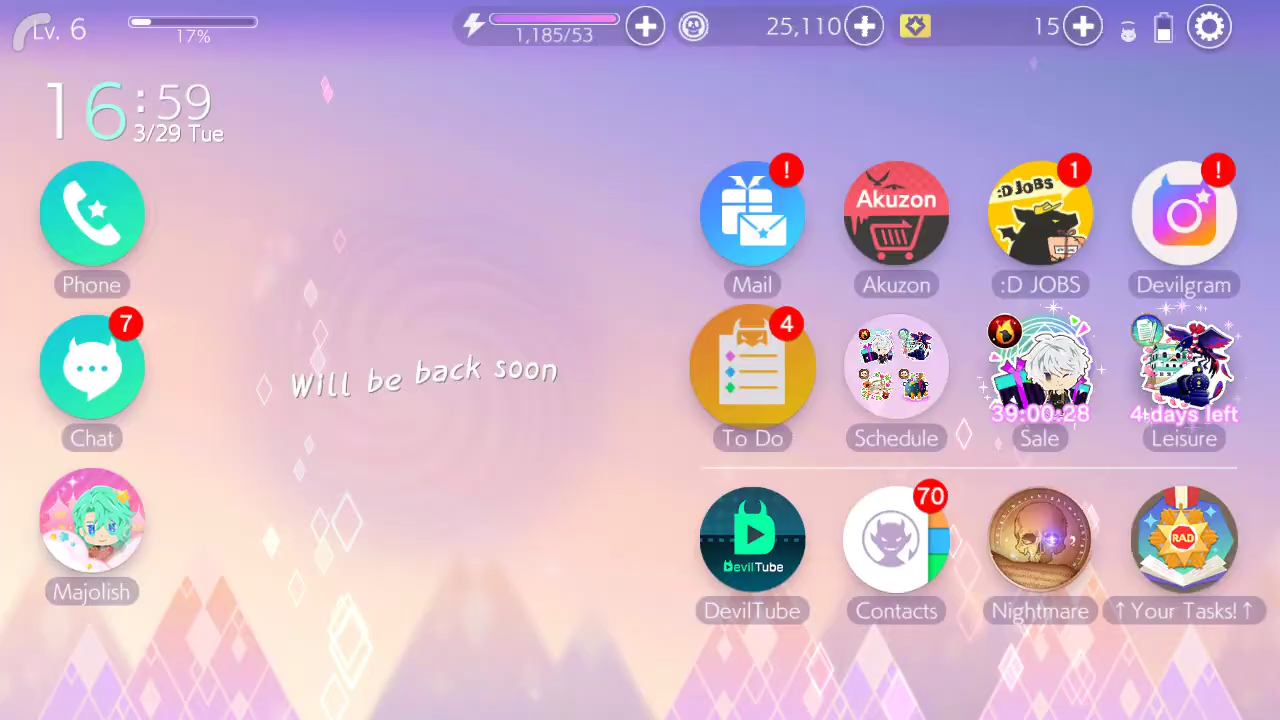 Lv. 6
17%
1,185/53
25,110
15
16:59
3/29 Tue
Phone
7
Chat
Majolish
Will be back soon
!
Mail
Akuzon
Akuzon
:D JOBS
1
:D JOBS
!
Devilgram
4
To Do
Schedule
39:00:28
Sale
4 days left
Leisure
DevilTube
DevilTube
70
Contacts
Nightmare
RAD
↑Your Tasks!↑